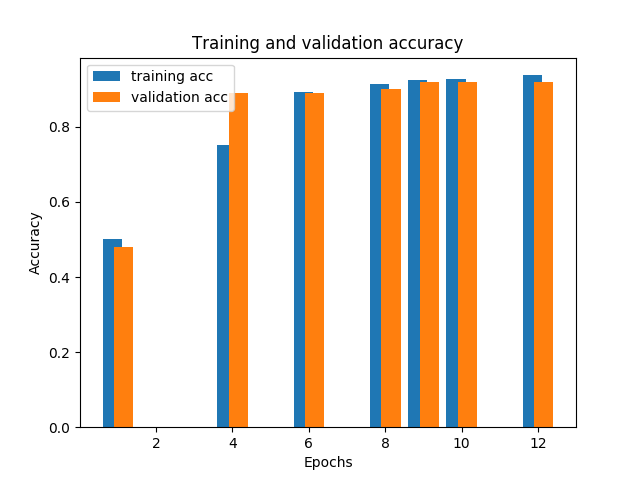 Training and validation accuracy
training acc
validation acc
0.8
0.6
0.4
0.2
0.0
Accuracy
2 4 6 8 10 12
Epochs